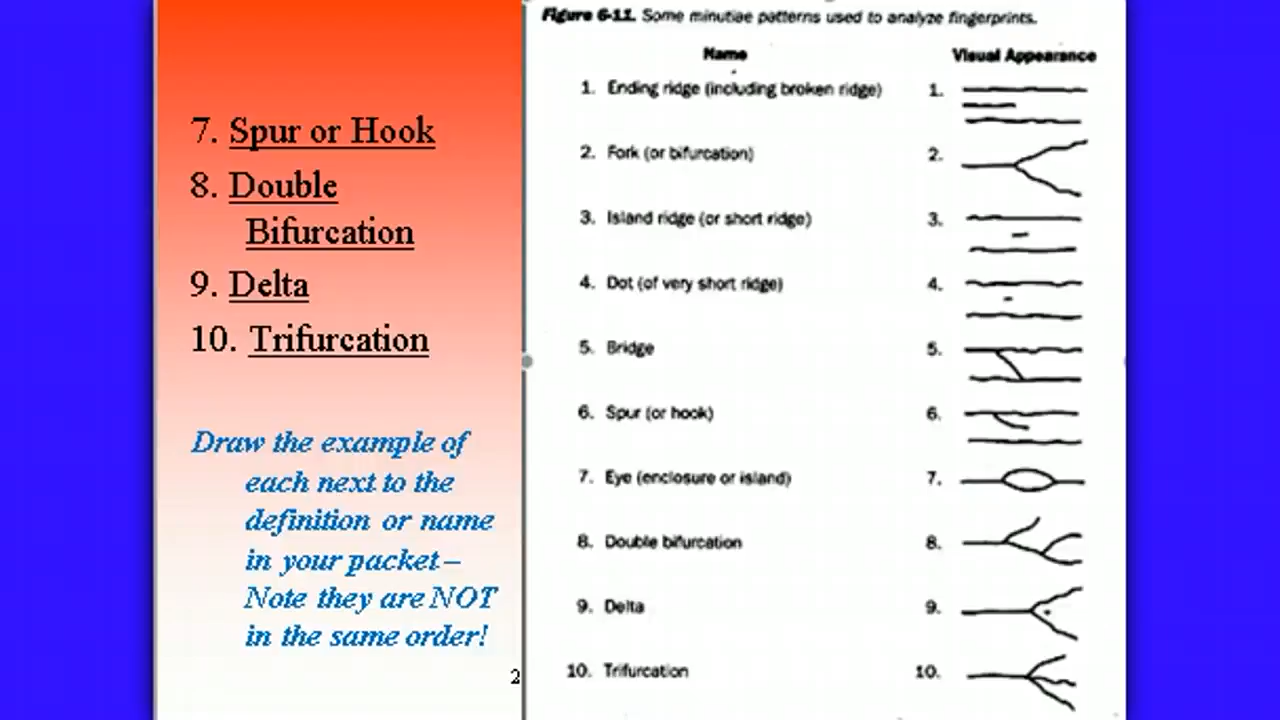 7. Spur or Hook
8. Double
Bifurcation
9. Delta
10. Trifurcation
Draw the example of
each next to the
definition or name
in your packet –
Note they are NOT
in the same order!
2
Figure 6-11. Some minutiae patterns used to analyze fingerprints.
Name Visual Appearance
1. Ending ridge (including broken ridge) 1.
2. Fork (or bifurcation) 2.
3. Island ridge (or short ridge) 3.
4. Dot (of very short ridge) 4.
5. Bridge 5.
6. Spur (or hook) 6.
7. Eye (enclosure or island) 7.
8. Double bifurcation 8.
9. Delta 9.
10. Trifurcation 10.